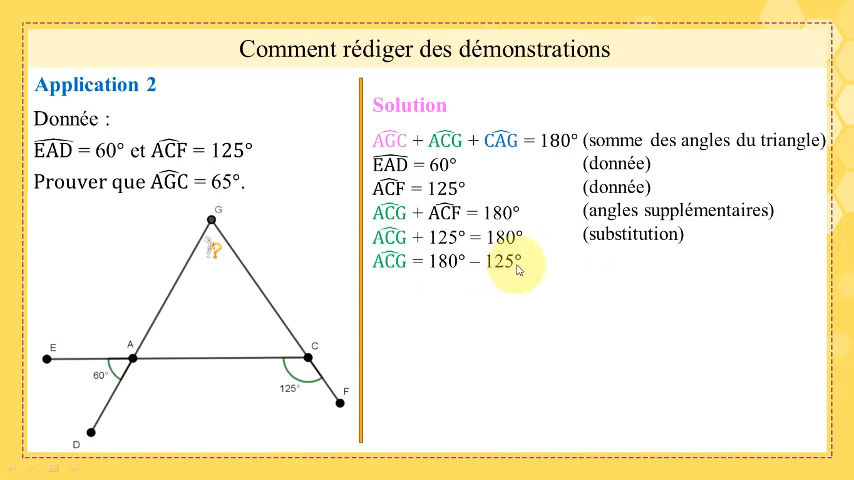 Comment rédiger des démonstrations
Application 2
Donnée :
EAD = 60° et ACF = 125°
Prouver que AGC = 65°.
G
?
E
A
C
60°
125°
F
D
Solution
AGC + ACG + CAG = 180° (somme des angles du triangle)
EAD = 60° (donnée)
ACF = 125° (donnée)
ACG + ACF = 180° (angles supplémentaires)
ACG + 125° = 180° (substitution)
ACG = 180° – 125°